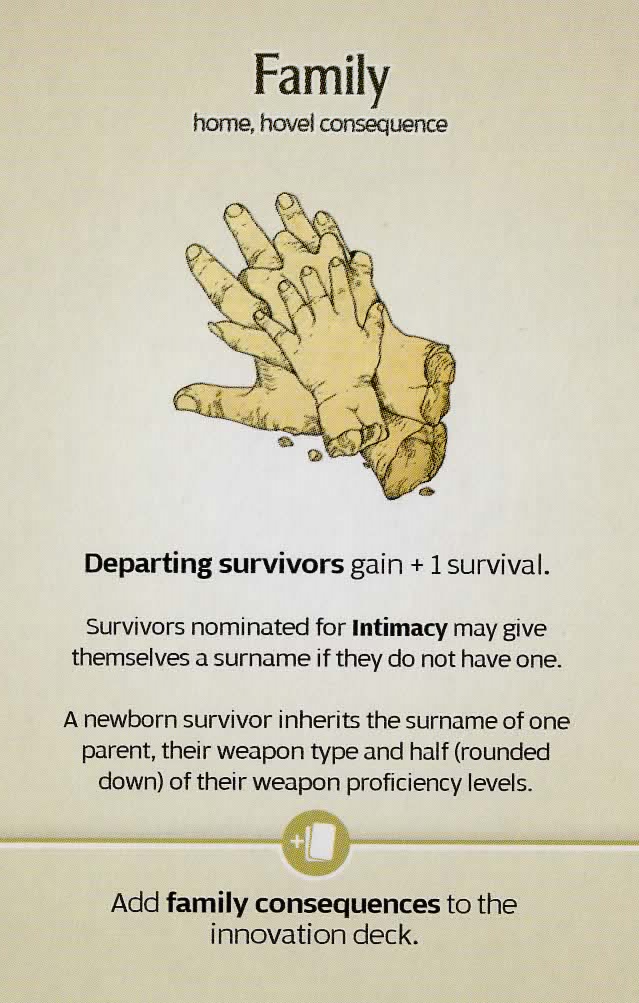 Family
home, hovel consequence
Departing survivors gain + 1 survival.
Survivors nominated for Intimacy may give
themselves a surname if they do not have one.
A newborn survivor inherits the surname of one
parent, their weapon type and half (rounded
down) of their weapon proficiency levels.
+
Add family consequences to the
innovation deck.